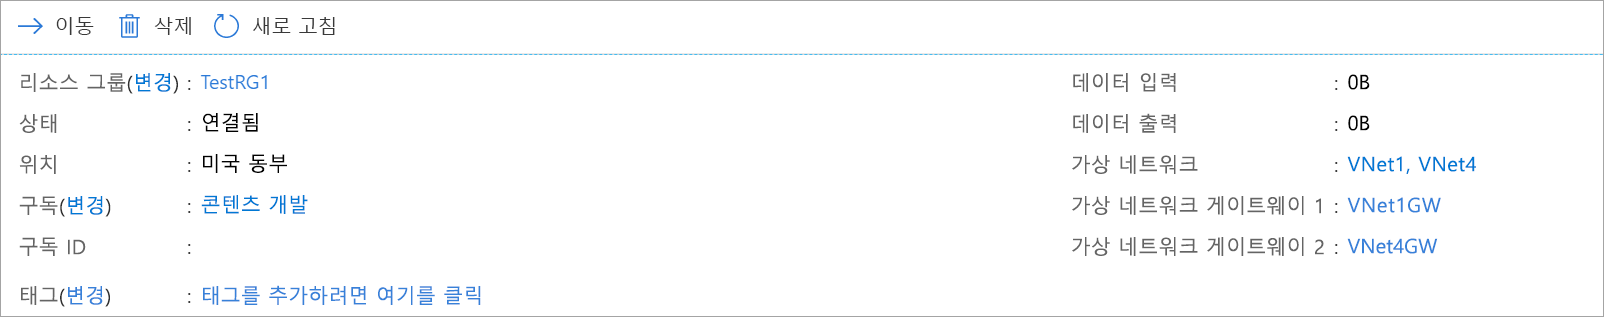 이동 삭제 새로 고침
리소스 그룹(변경) : TestRG1
상태 : 연결됨
위치 : 미국 동부
구독(변경) : 콘텐츠 개발
구독 ID :
태그(변경) : 태그를 추가하려면 여기를 클릭
데이터 입력 : 0B
데이터 출력 : 0B
가상 네트워크 : VNet1, VNet4
가상 네트워크 게이트웨이 1 : VNet1GW
가상 네트워크 게이트웨이 2 : VNet4GW